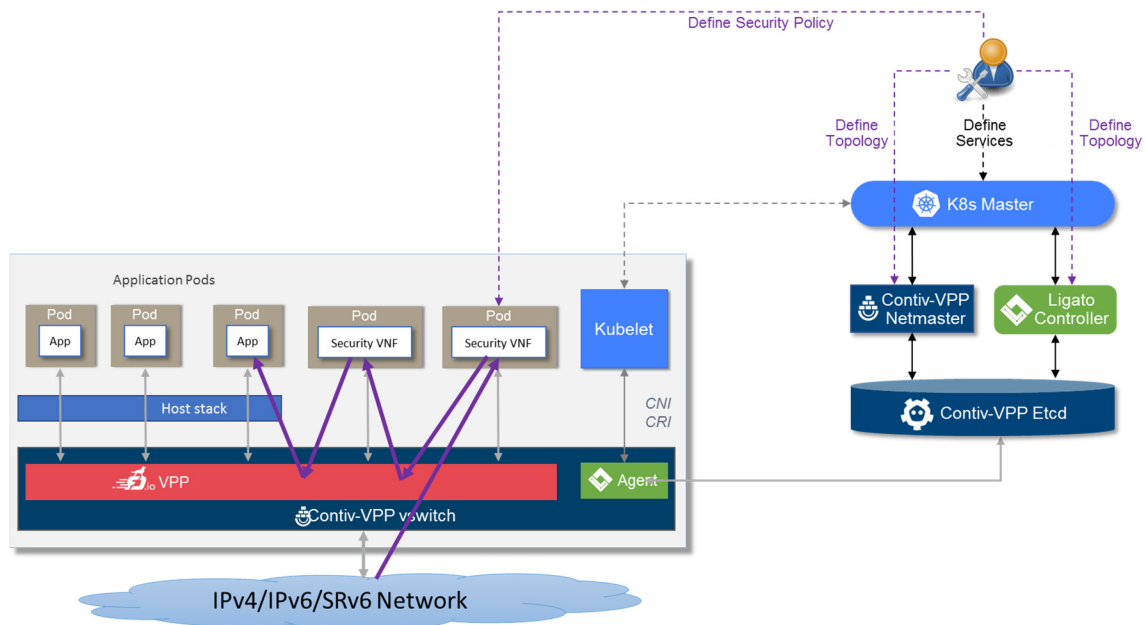 Define Security Policy
Define
Topology
Define
Services
Define
Topology
K8s Master
Application Pods
Pod
App
Pod
App
Pod
App
Pod
Security VNF
Pod
Security VNF
Kubelet
Contiv-VPP
Netmaster
Ligato
Controller
Host stack
CNI
CRI
Contiv-VPP Etcd
.io VPP
Agent
Contiv-VPP vswitch
IPv4/IPv6/SRv6 Network